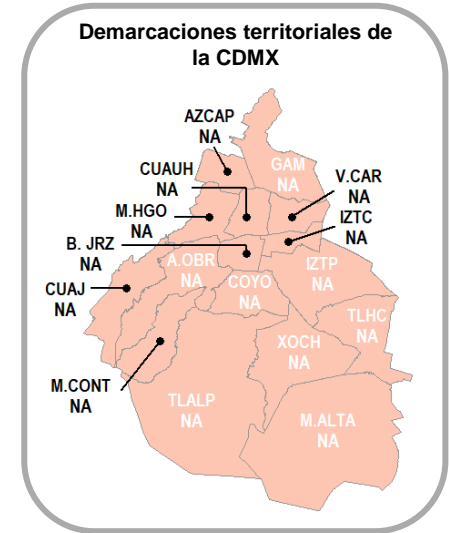 Demarcaciones territoriales de
la CDMX
AZCAP
NA
GAM
NA
CUAUH
NA
V.CAR
NA
M.HGO
NA
IZTC
NA
B. JRZ
NA
A.OBR
NA
IZTP
NA
CUAJ
NA
COYO
NA
TLHC
NA
XOCH
NA
M.CONT
NA
TLALP
NA
M.ALTA
NA